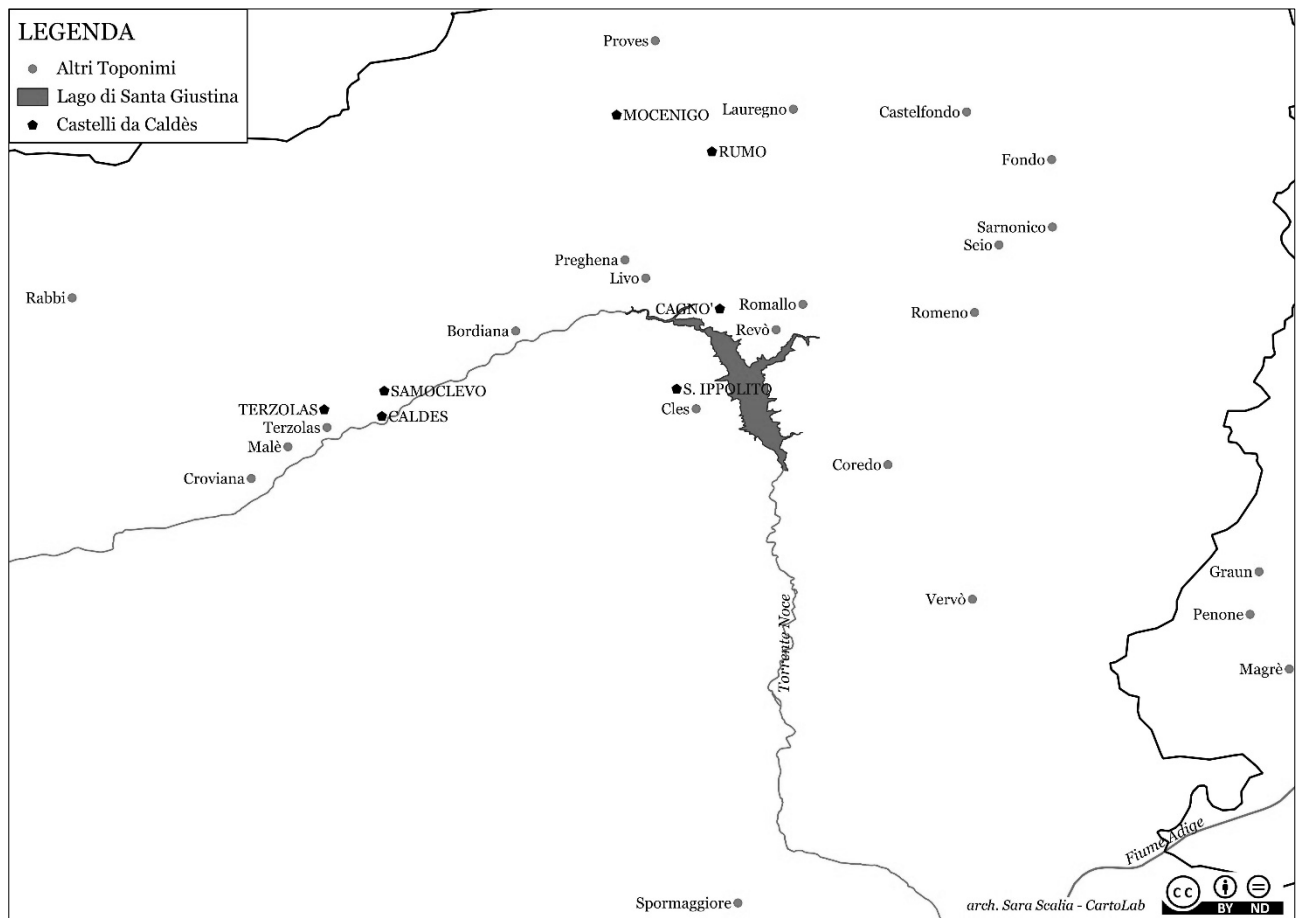 LEGENDA
Altri Toponimi
Lago di Santa Giustina
Castelli da Caldès
Proves
MOCENIGO
Lauregno
Castelfondo
RUMO
Fondo
Sarnonico
Seio
Preghena
Livo
Rabbi
CAGNO'
Romallo
Romeno
Bordiana
Revò
SAMOCLEVO
S. IPPOLITO
TERZOLAS
Cles
CALDES
Terzolas
Malè
Coredo
Croviana
Graun
Vervò
Penone
Torrente Noce
Magrè
Fiume Adige
Spormaggiore
arch. Sara Scalia - CartoLab
cc
BY ND